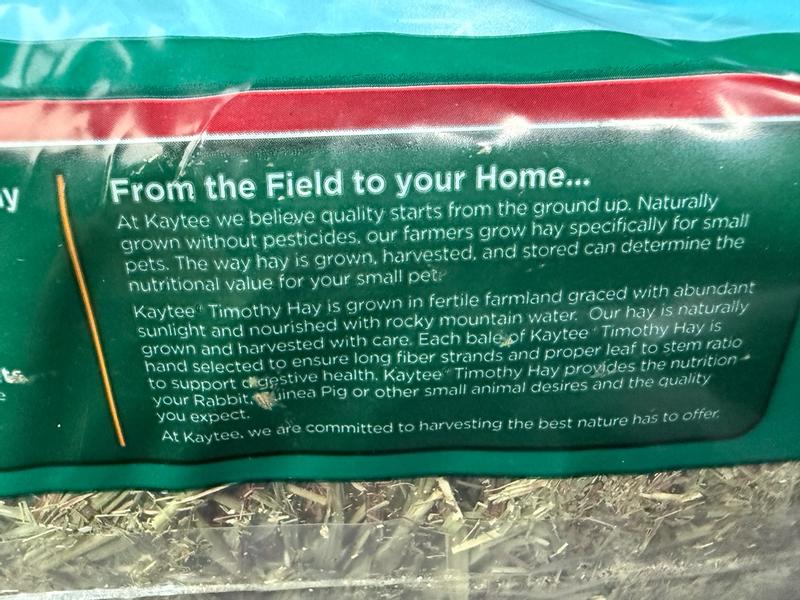 From the Field to your Home...
At Kaytee we believe quality starts from the ground up. Naturally
grown without pesticides, our farmers grow hay specifically for small
pets. The way hay is grown, harvested, and stored can determine the
nutritional value for your small pet.
Kaytee® Timothy Hay is grown in fertile farmland graced with abundant
sunlight and nourished with rocky mountain water. Our hay is naturally
grown and harvested with care. Each bale of Kaytee® Timothy Hay is
hand selected to ensure long fiber strands and proper leaf to stem ratio
to support digestive health. Kaytee® Timothy Hay provides the nutrition
your Rabbit, Guinea Pig or other small animal desires and the quality
you expect.
At Kaytee, we are committed to harvesting the best nature has to offer.